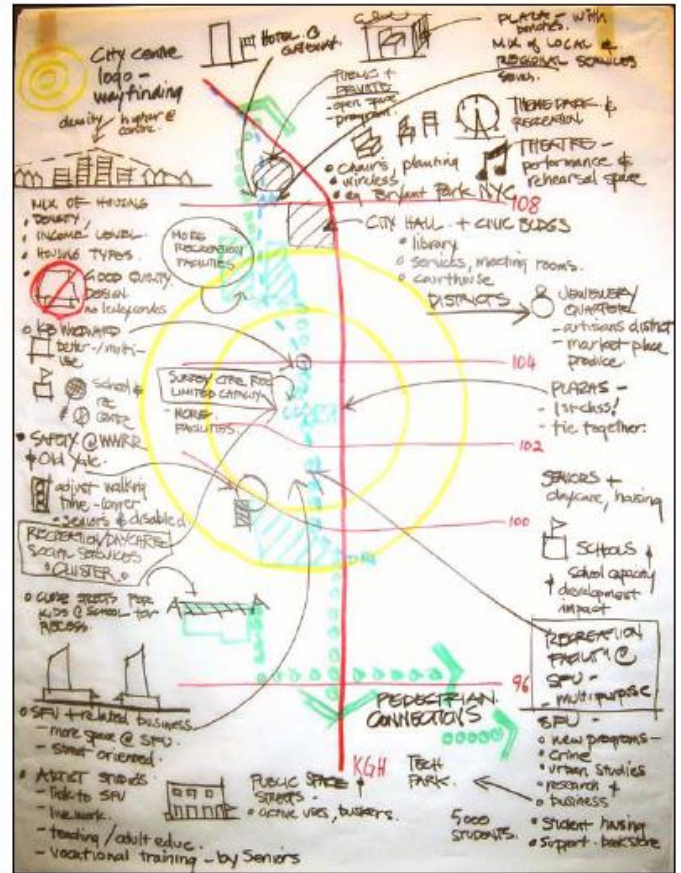 CITY CENTRE
logo -
wayfinding
density higher @
centre.
HOTEL @
GATEWAY.
PUBLIC +
PRIVATE
- open space
- program.
PLAZA - with
benches.
MIX of LOCAL &
REGIONAL SERVICES
THEME PARK &
RECREATION
THEATRE -
performance &
rehearsal space
o chairs, planting
o wireless
o eg Bryant Park NYC
108
MIX OF HOUSING
DENSITY,
INCOME LEVEL
HOUSING TYPES.
MORE
RECREATION
FACILITIES
CITY HALL + CIVIC BLDGS
o library
o services, meeting rooms.
o courthouse
GOOD QUALITY
DESIGN
no leaky condos
DISTRICTS
JEWELLERY
QUARTER
- artisans district
- market place
produce.
o KB WOODWARD
better-/multi-
use
School &
REC
CENTRE
104
SURREY CTRE REC
LIMITED CAPACITY
- MORE
FACILITIES.
PLAZAS -
- 1st class!
- tie together.
102
SAFETY @
& Old Yale.
adjust walking
time - longer
o seniors & disabled.
SENIORS +
daycare, housing
100
RECREATION/DAYCARE
SOCIAL SERVICES
o CLUSTER o
SCHOOLS
school capacity
development
impact
o CLOSE STREETS FOR
KIDS @ SCHOOL for
RECESS.
RECREATION
FACILITY @
SFU -
- multipurpose
96
PEDESTRIAN
CONNECTIONS
o SFU + related business
- more space @ SFU.
- Street oriented.
SFU -
o new programs -
o Crime
o urban studies
o research &
o business
o Student housing
o Support - bookstore
KGH
TECH
PARK.
5,000
STUDENTS.
ARTIST STUDIOS
- link to SFU
- live work.
- teaching / adult educ.
- vocational training - by Seniors
PUBLIC SPACE &
STREETS -
o active uses, buskers.